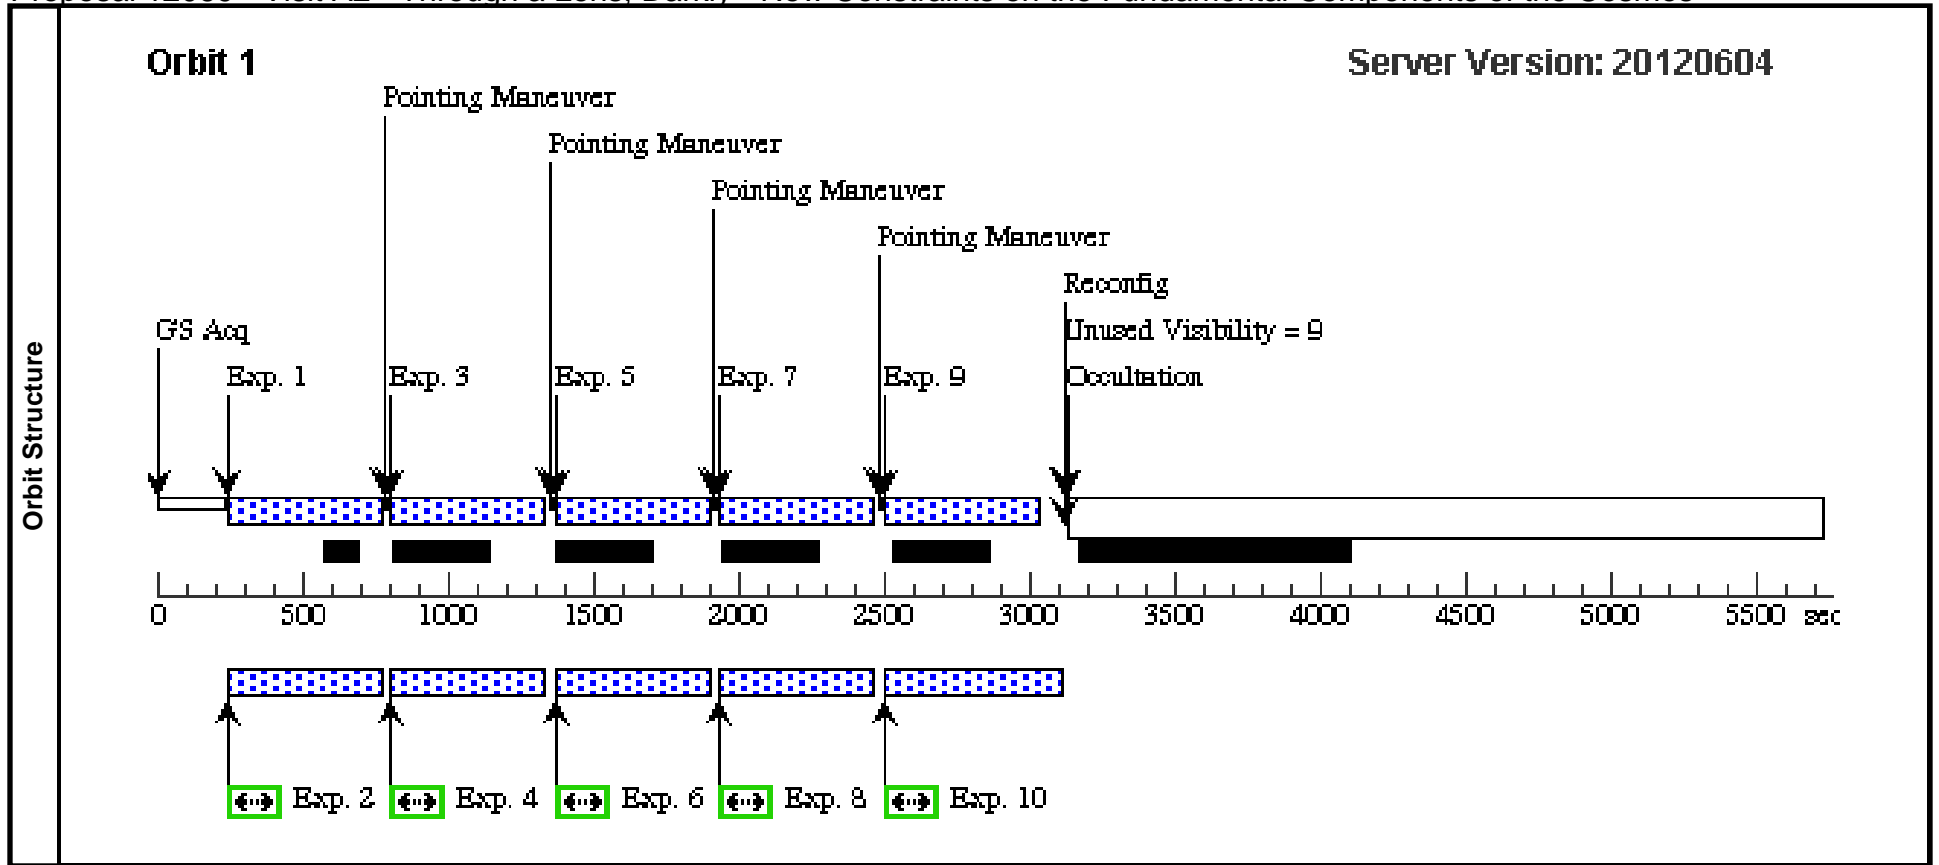 Orbit Structure
Orbit 1
Server Version: 20120604
Pointing Maneuver
Pointing Maneuver
Pointing Maneuver
Pointing Maneuver
Reconfig
GS Acq
Unused Visibility = 9
Exp. 1
Exp. 3
Exp. 5
Exp. 7
Exp. 9
Occultation
0
500
1000
1500
2000
2500
3000
3500
4000
4500
5000
5500
sec
Exp. 2
Exp. 4
Exp. 6
Exp. 8
Exp. 10